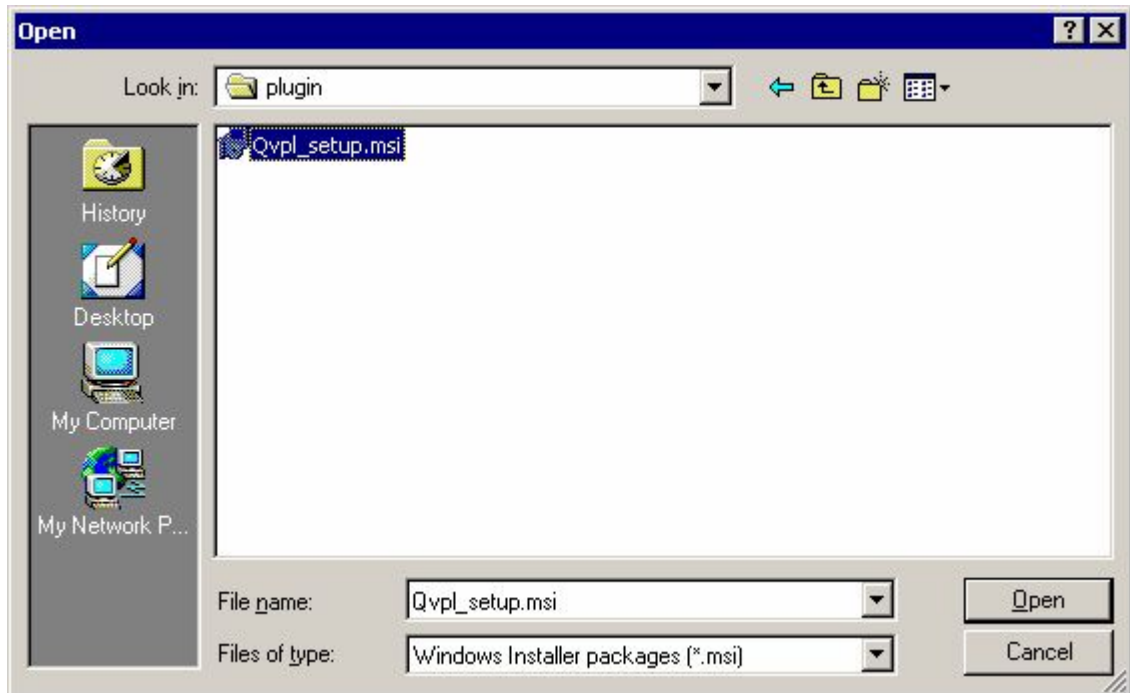 Open
Look in: plugin
Qvpl_setup.msi
History
Desktop
My Computer
My Network P...
File name: Qvpl_setup.msi Open
Files of type: Windows Installer packages (*.msi) Cancel